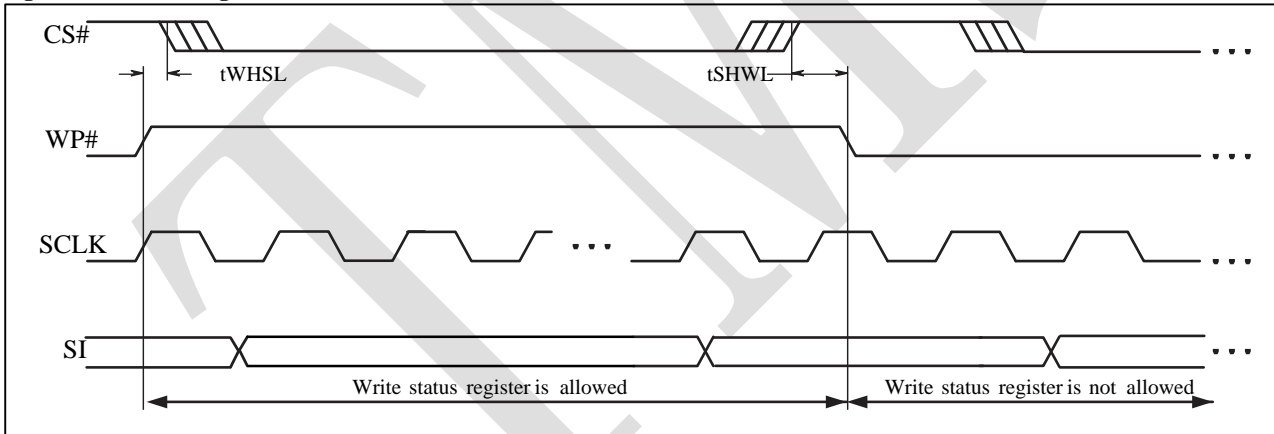 CS#
tWHSL
tSHWL
WP#
SCLK
SI
Write status register is allowed
Write status register is not allowed